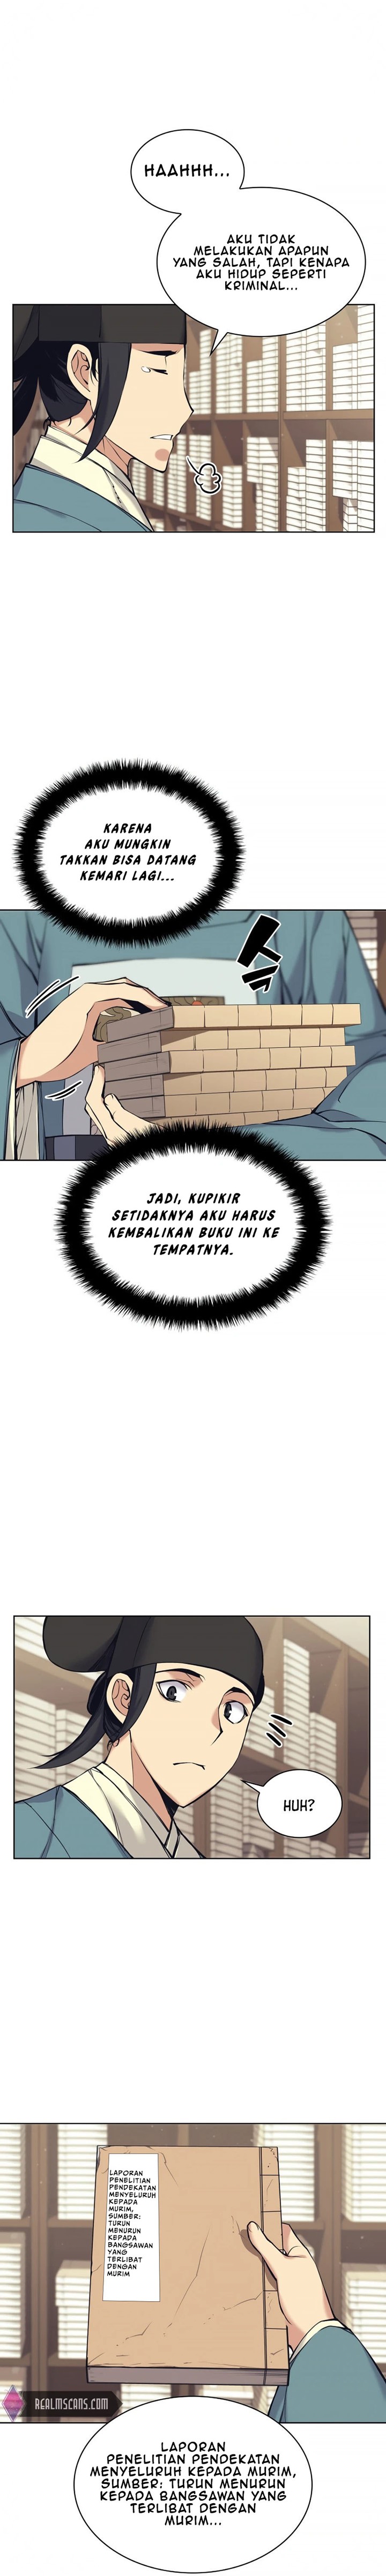 HAAHHH...
AKU TIDAK
MELAKUKAN APAPUN
YANG SALAH, TAPI KENAPA
AKU HIDUP SEPERTI
KRIMINAL...
KARENA
AKU MUNGKIN
TAKKAN BISA DATANG
KEMARI LAGI...
JADI, KUPIKIR
SETIDAKNYA AKU HARUS
KEMBALIKAN BUKU INI KE
TEMPATNYA.
HUH?
LAPORAN
PENELITIAN
PENDEKATAN
MENYELURUH
KEPADA
MURIM,
SUMBER:
TURUN
MENURUN
KEPADA
BANGSAWAN
YANG
TERLIBAT
DENGAN
MURIM
REALMSCANS.COM
LAPORAN
PENELITIAN PENDEKATAN
MENYELURUH KEPADA MURIM,
SUMBER: TURUN MENURUN
KEPADA BANGSAWAN YANG
TERLIBAT DENGAN
MURIM...